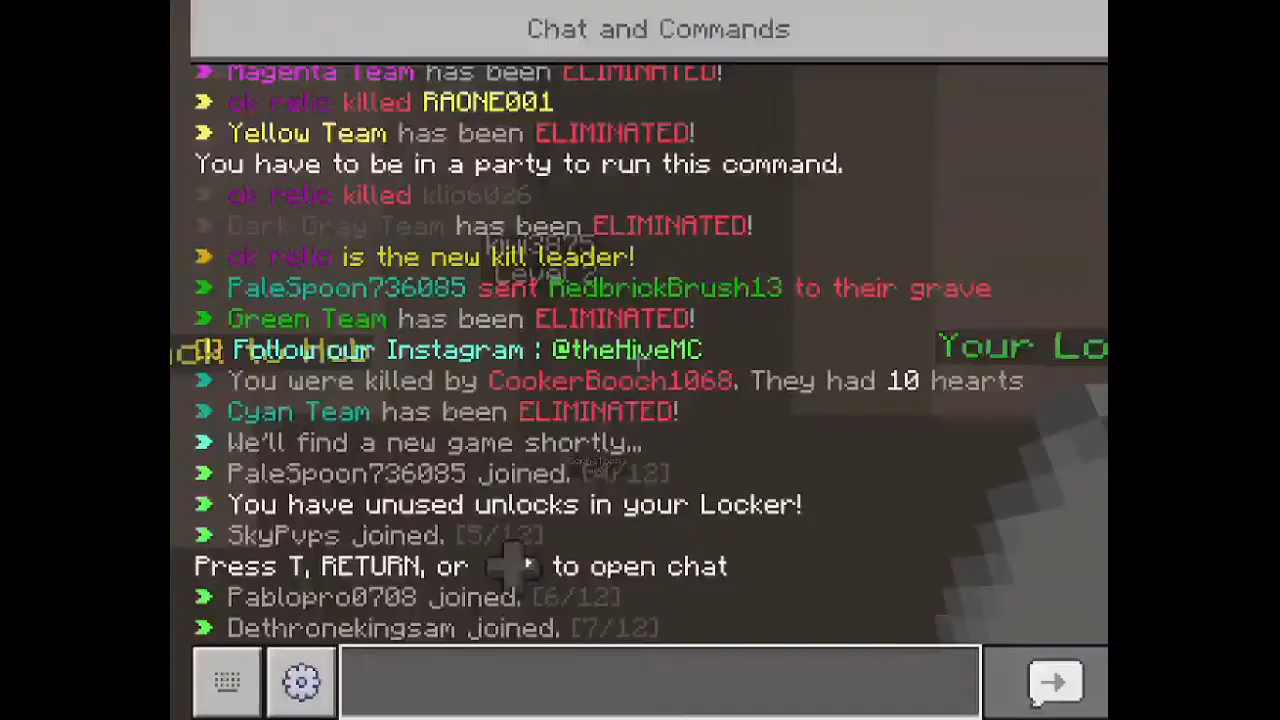 Chat and Commands
Magenta Team has been ELIMINATED!
ok relic killed RAONE001
Yellow Team has been ELIMINATED!
You have to be in a party to run this command.
ok relic killed klio6026
Dark Gray Team has been ELIMINATED!
ok relic is the new kill leader!
Level 2
PaleSpoon736085 sent RedbrickBrush13 to their grave
Green Team has been ELIMINATED!
Follow our Instagram : @theHiveMC
Your Lo
You were killed by CookerBooch1068. They had 10 hearts
Cyan Team has been ELIMINATED!
We'll find a new game shortly...
PaleSpoon736085 joined. /12]
You have unused unlocks in your Locker!
SkyPvps joined. [5/12]
Press T, RETURN, or to open chat
Pablopro0708 joined. [6/12]
Dethronekingsam joined. [7/12]